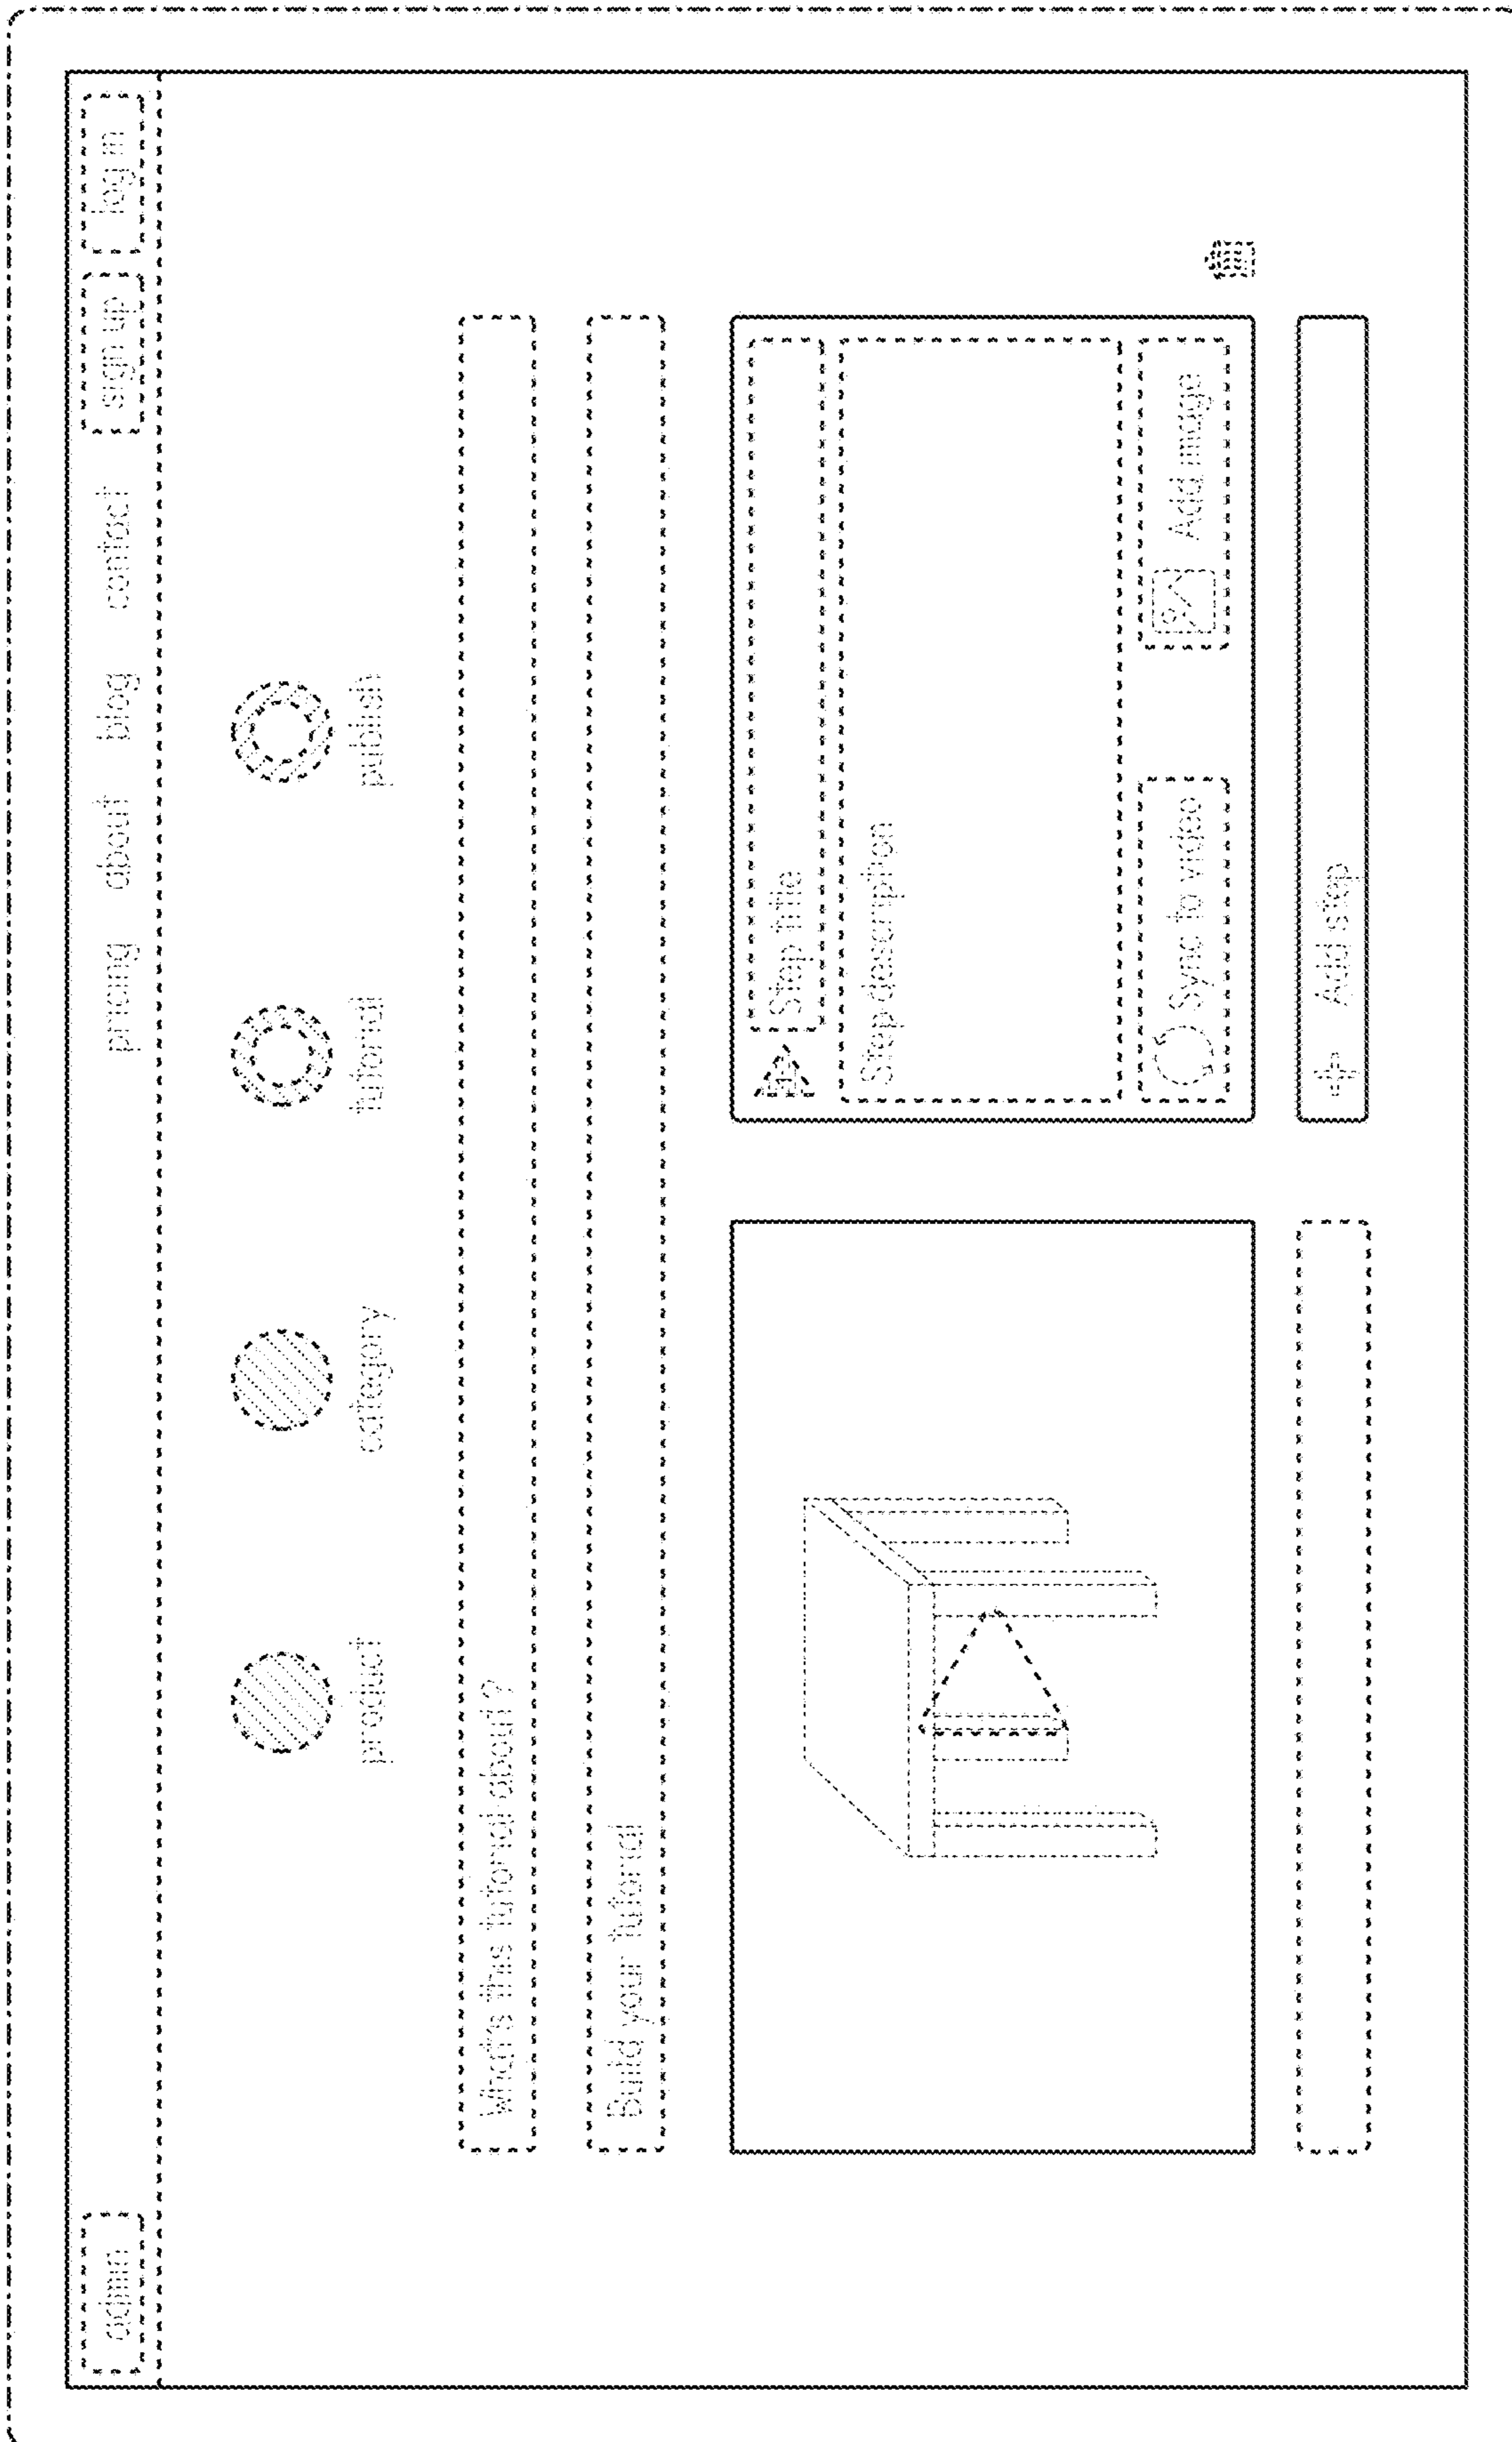 admin pricing about blog contact sign up log in
product category tutorial publish
What's this tutorial about ?
Build your tutorial
Step title
Step description
Sync to video Add image
+ Add step